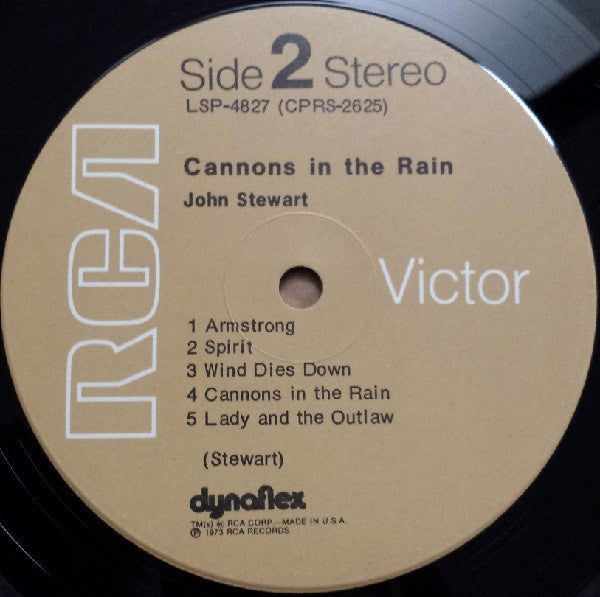 Side 2 Stereo
LSP-4827 (CPRS-2625)
Cannons in the Rain
John Stewart
RCA
Victor
1 Armstrong
2 Spirit
3 Wind Dies Down
4 Cannons in the Rain
5 Lady and the Outlaw
(Stewart)
dynaflex
TM(s) ® RCA CORP.—MADE IN U.S.A.
℗ 1973 RCA RECORDS